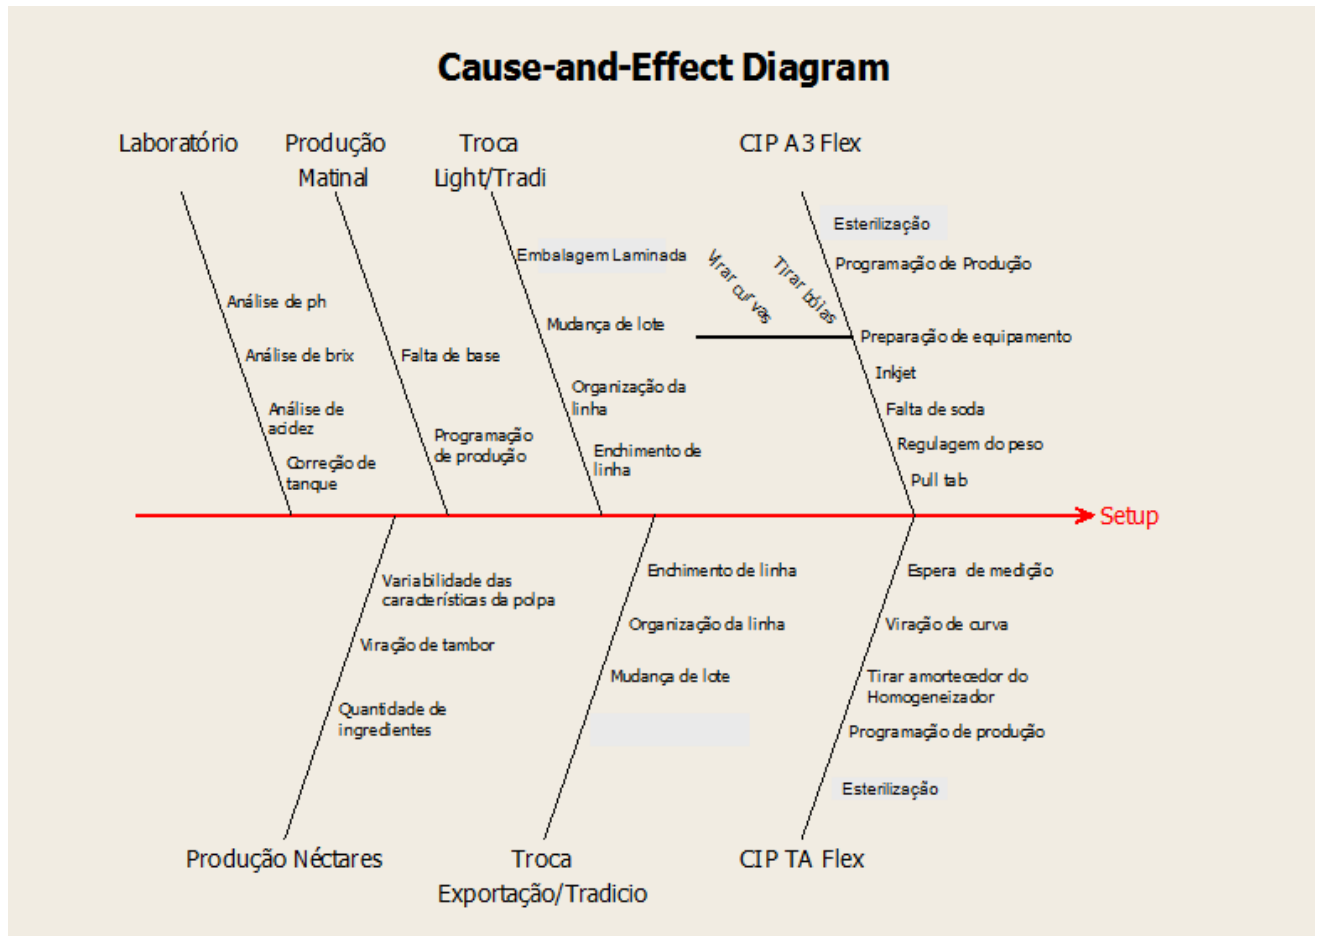 Cause-and-Effect Diagram
Laboratório
Produção
Matinal
Troca
Light/Tradi
CIP A3 Flex
Análise de ph
Análise de brix
Análise de
acidez
Correção de
tanque
Falta de base
Programação
de produção
Embalagem Laminada
Mudança de lote
Organização da
linha
Enchimento de
linha
Virar curvas
Tirar bóias
Esterilização
Programação de Produção
Preparação de equipamento
Inkjet
Falta de soda
Regulagem do peso
Pull tab
Setup
Variabilidade das
características da polpa
Viração de tambor
Quantidade de
ingredientes
Enchimento de linha
Organização da linha
Mudança de lote
Espera de medição
Viração de curva
Tirar amortecedor do
Homogeneizador
Programação de produção
Esterilização
Produção Néctares
Troca
Exportação/Tradicio
CIP TA Flex